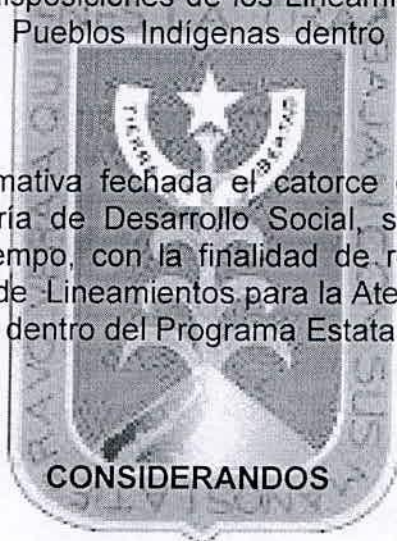 disposiciones de los Lineami
Pueblos Indígenas dentro
TIERRA LIBERTAD
mativa fechada el catorce
ría de Desarrollo Social, s
empo, con la finalidad de r
de Lineamientos para la Ate
dentro del Programa Estata
CONSIDERANDOS